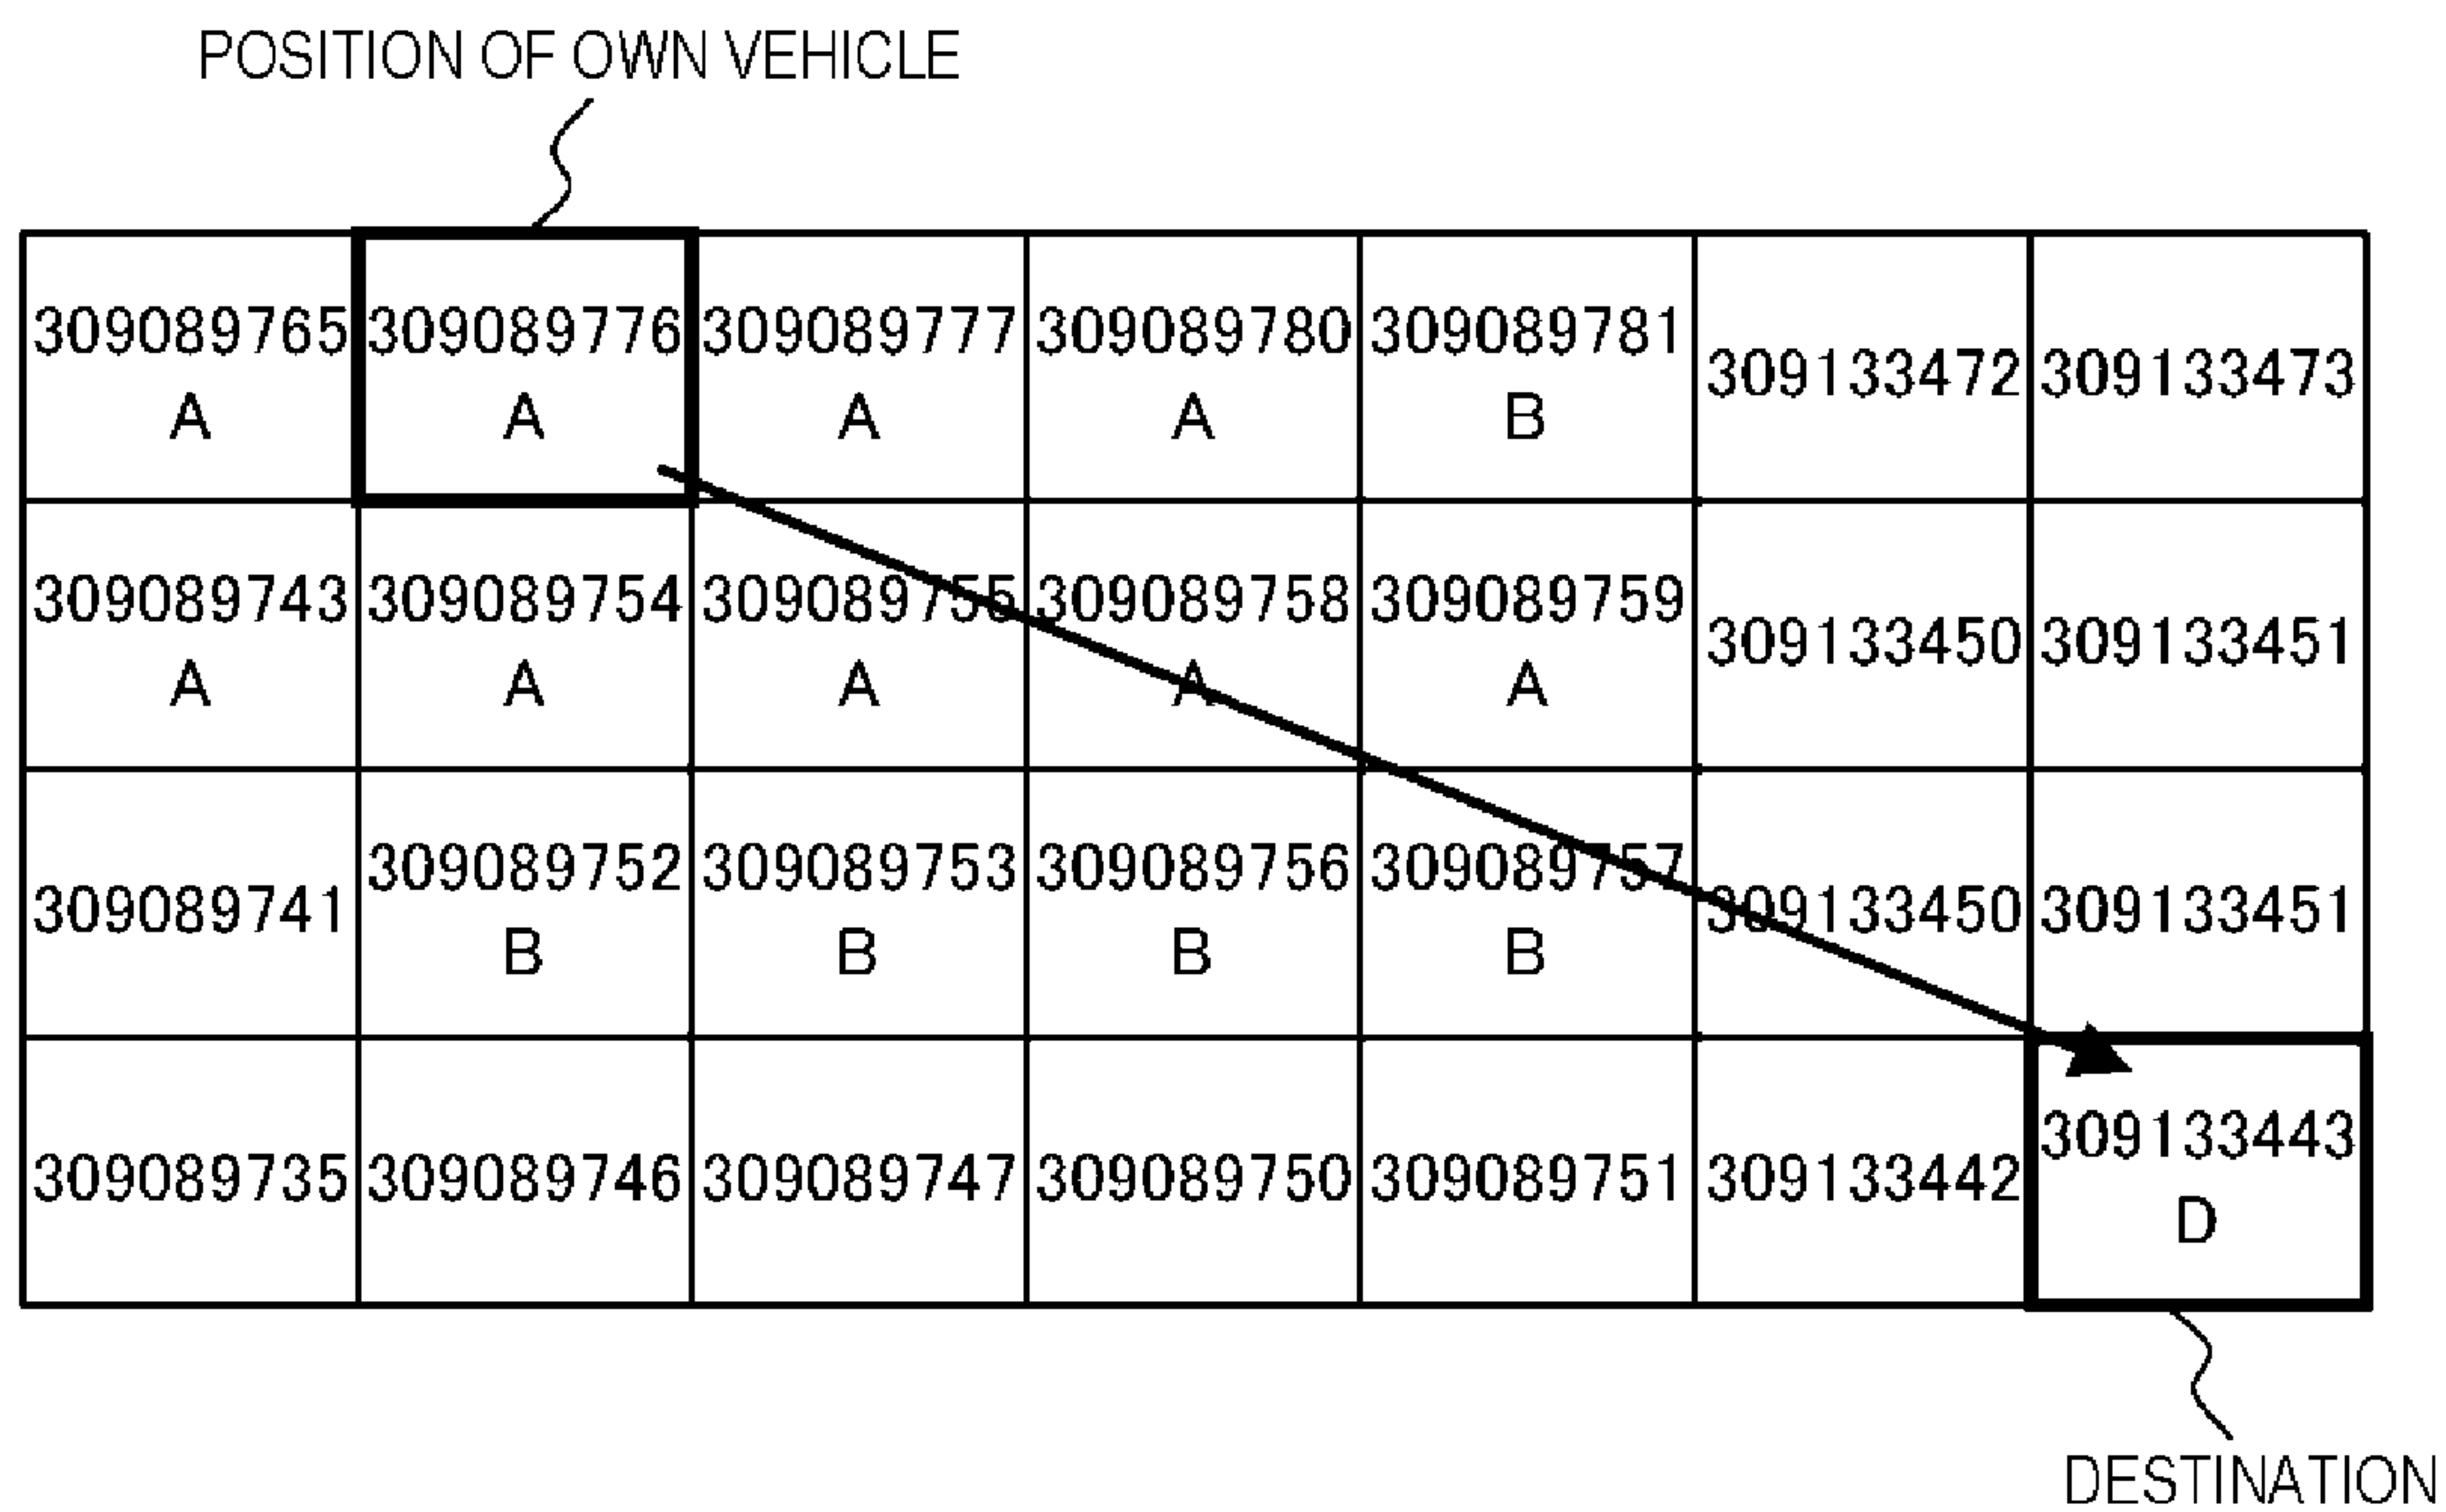 POSITION OF OWN VEHICLE
309089765 309089776 309089777 309089780 309089781 309133472 309133473
A A A A B
309089743 309089754 309089755 309089758 309089759 309133450 309133451
A A A A A
309089741 309089752 309089753 309089756 309089757 309133450 309133451
B B B B
309089735 309089746 309089747 309089750 309089751 309133442 309133443
D
DESTINATION